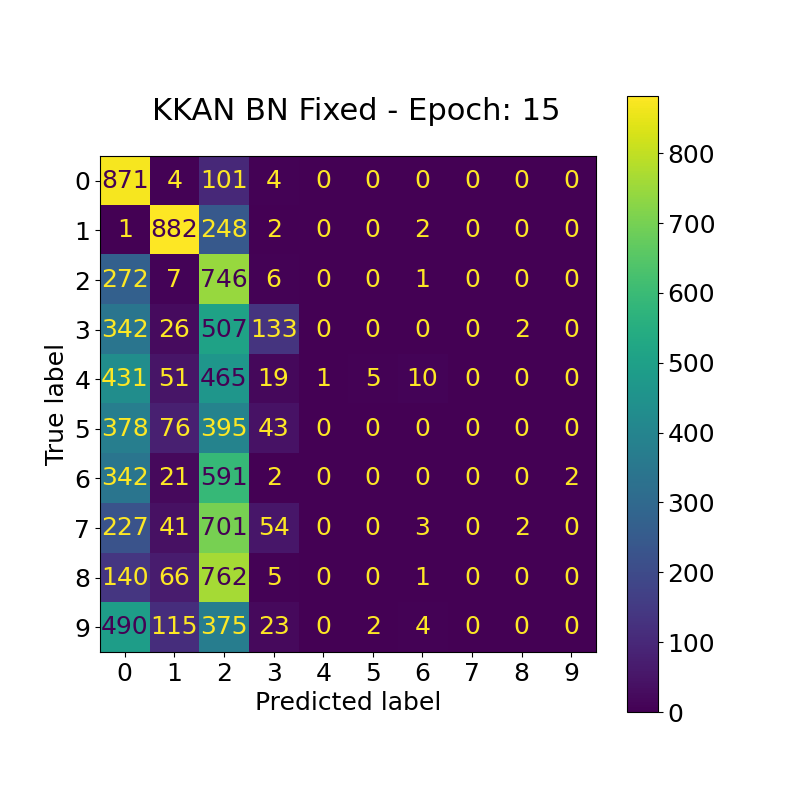 KKAN BN Fixed - Epoch: 15
0 871 4 101 4 0 0 0 0 0 0
1 1 882 248 2 0 0 2 0 0 0
2 272 7 746 6 0 0 1 0 0 0
3 342 26 507 133 0 0 0 0 2 0
4 431 51 465 19 1 5 10 0 0 0
5 378 76 395 43 0 0 0 0 0 0
6 342 21 591 2 0 0 0 0 0 2
7 227 41 701 54 0 0 3 0 2 0
8 140 66 762 5 0 0 1 0 0 0
9 490 115 375 23 0 2 4 0 0 0
0 1 2 3 4 5 6 7 8 9
Predicted label
True label
800
700
600
500
400
300
200
100
0